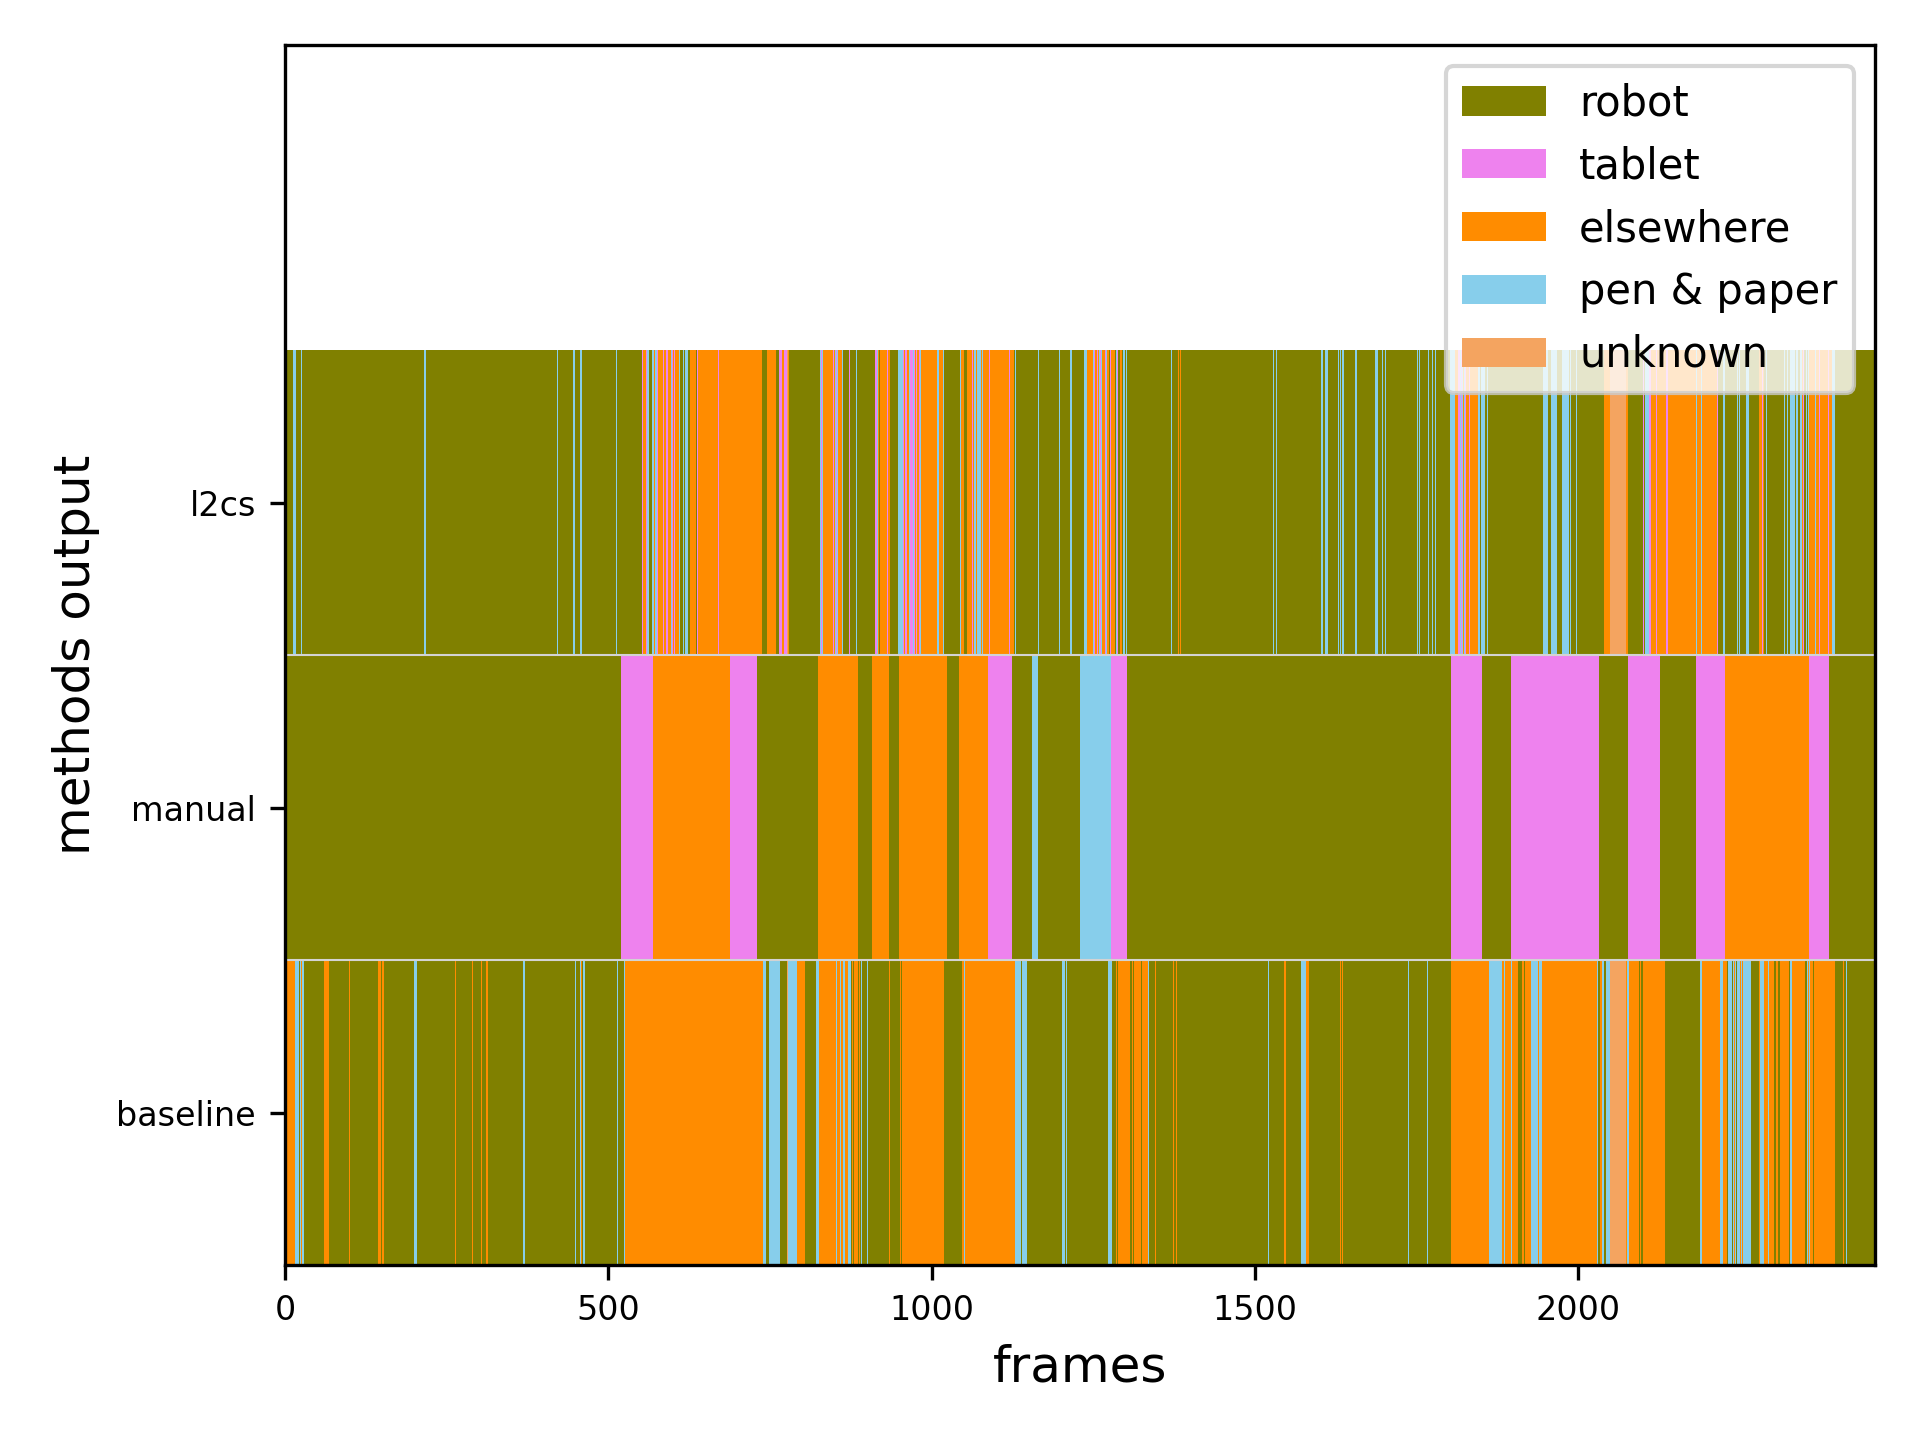 robot
tablet
elsewhere
pen & paper
unknown
methods output
l2cs
manual
baseline
0 500 1000 1500 2000
frames